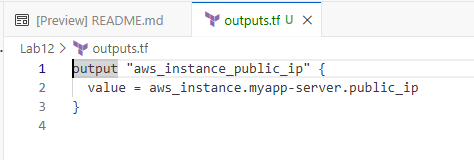 [Preview] README.md
outputs.tf U
Lab12 > outputs.tf
1 output "aws_instance_public_ip" {
2   value = aws_instance.myapp-server.public_ip
3 }
4